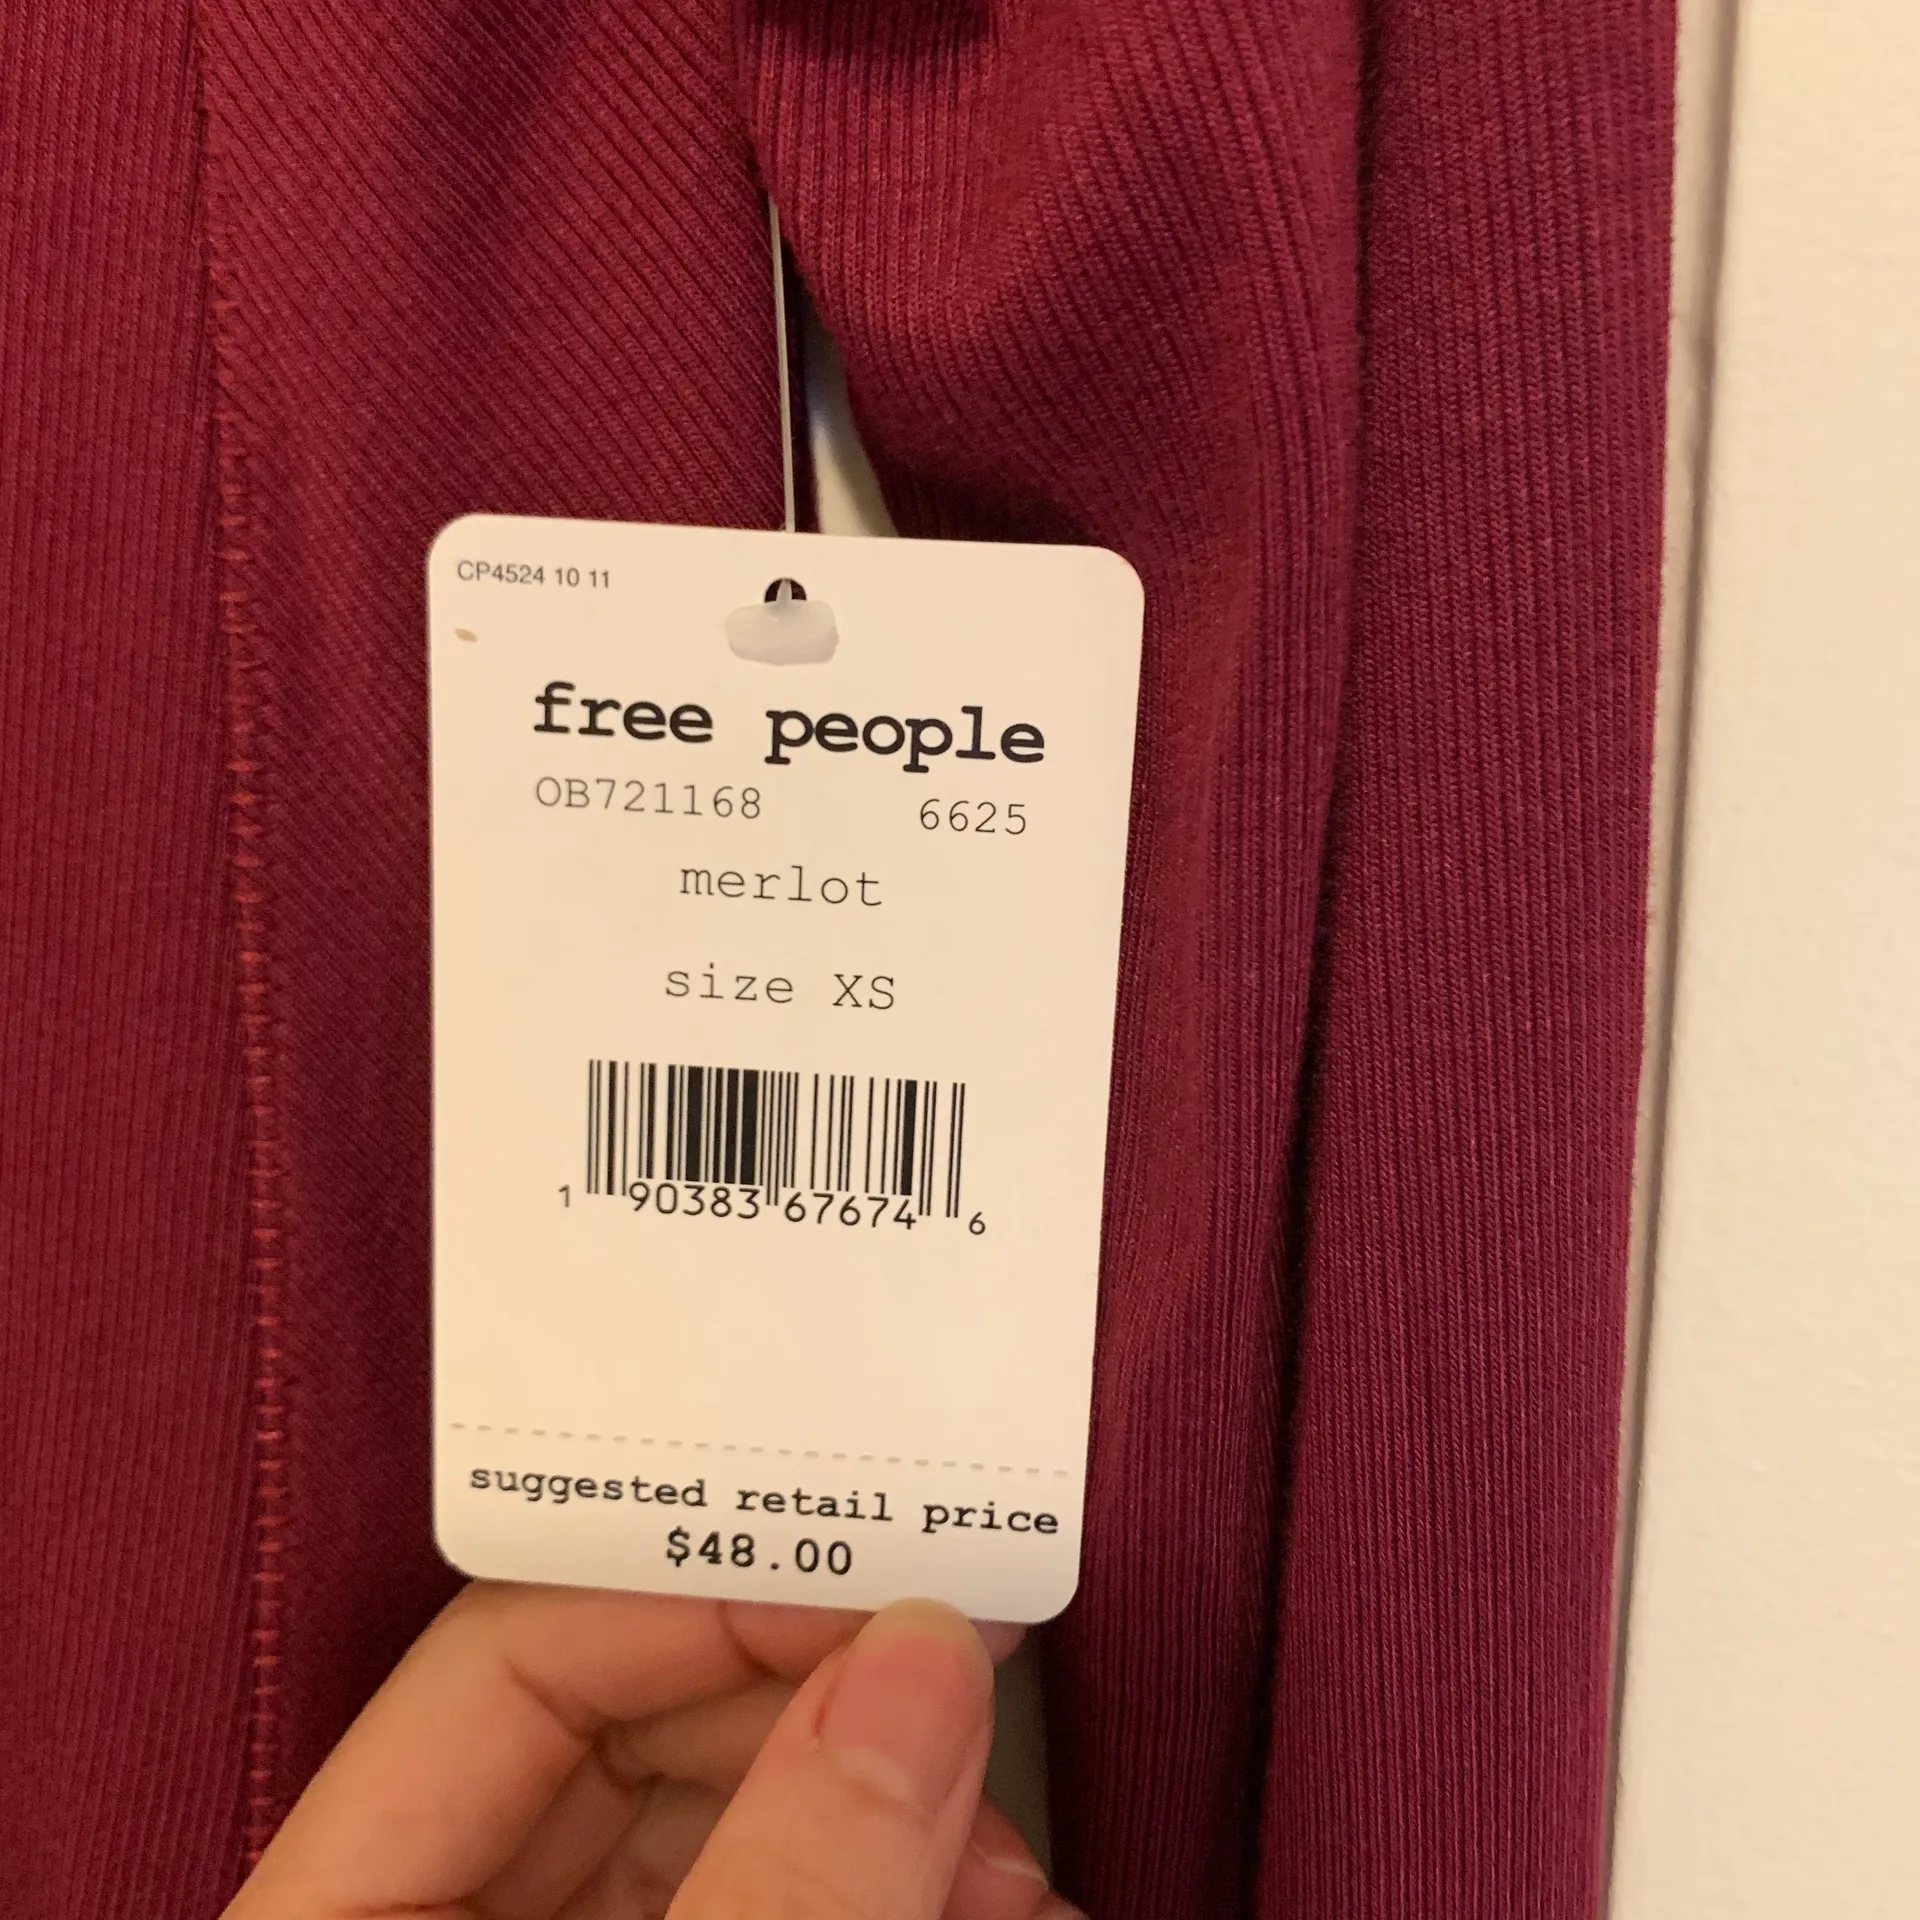 CP4524 10 11
free people
OB721168 6625
merlot
size XS
1 90383 67674 6
suggested retail price
$48.00